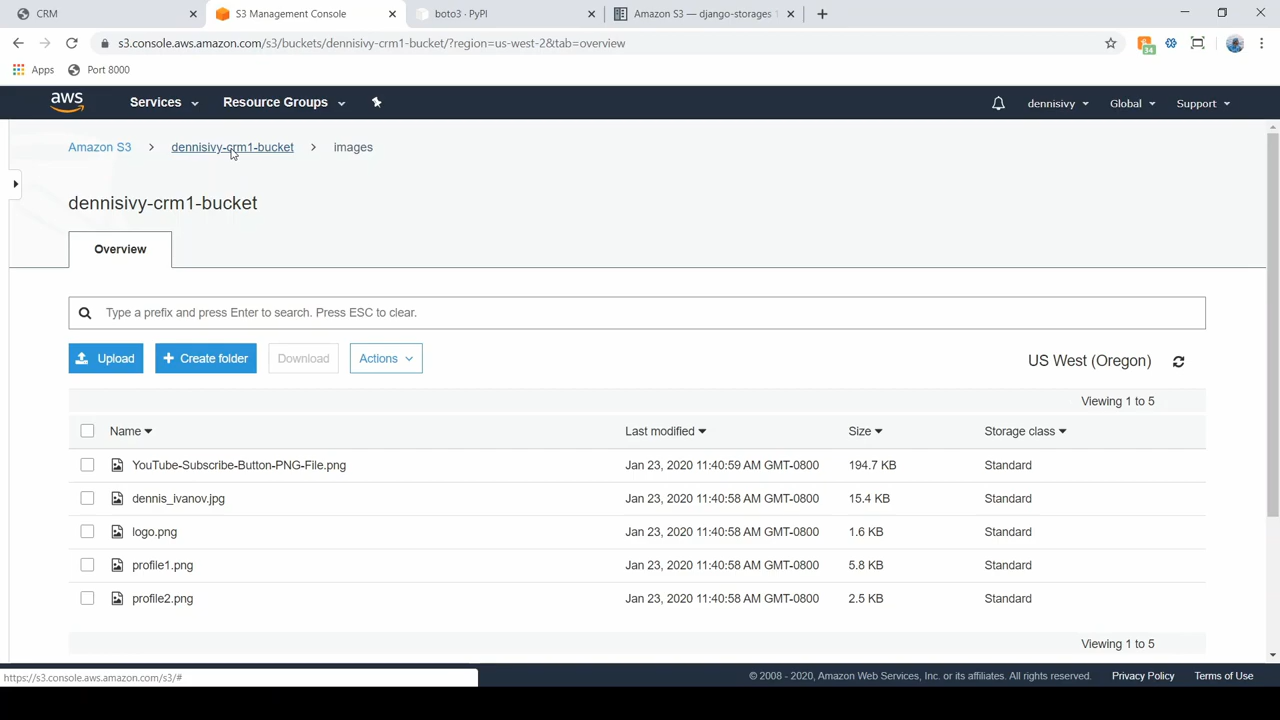 CRM
S3 Management Console
boto3 · PyPI
Amazon S3 — django-storages 1
s3.console.aws.amazon.com/s3/buckets/dennisivy-crm1-bucket/?region=us-west-2&tab=overview
34
Apps
Port 8000
aws
Services
Resource Groups
dennisivy
Global
Support
Amazon S3
dennisivy-crm1-bucket
images
dennisivy-crm1-bucket
Overview
Type a prefix and press Enter to search. Press ESC to clear.
Upload
+ Create folder
Download
Actions
US West (Oregon)
Viewing 1 to 5
Name
Last modified
Size
Storage class
YouTube-Subscribe-Button-PNG-File.png Jan 23, 2020 11:40:59 AM GMT-0800 194.7 KB Standard
dennis_ivanov.jpg Jan 23, 2020 11:40:58 AM GMT-0800 15.4 KB Standard
logo.png Jan 23, 2020 11:40:58 AM GMT-0800 1.6 KB Standard
profile1.png Jan 23, 2020 11:40:58 AM GMT-0800 5.8 KB Standard
profile2.png Jan 23, 2020 11:40:58 AM GMT-0800 2.5 KB Standard
Viewing 1 to 5
https://s3.console.aws.amazon.com/s3/#
© 2008 - 2020, Amazon Web Services, Inc. or its affiliates. All rights reserved.
Privacy Policy
Terms of Use